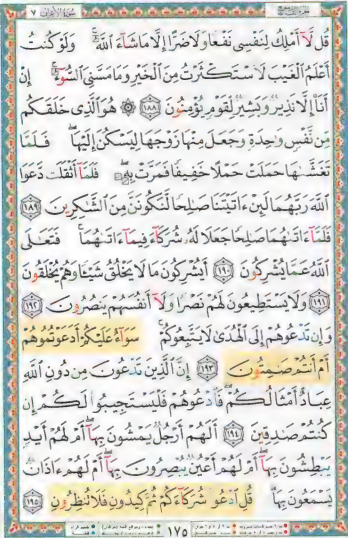 سورة الأعراف ٧
قُل لَّآ أَمْلِكُ لِنَفْسِى نَفْعًا وَلَا ضَرًّا إِلَّا مَا شَآءَ ٱللَّهُ ۚ وَلَوْ كُنتُ
أَعْلَمُ ٱلْغَيْبَ لَٱسْتَكْثَرْتُ مِنَ ٱلْخَيْرِ وَمَا مَسَّنِىَ ٱلسُّوٓءُ ۚ إِنْ
أَنَا۠ إِلَّا نَذِيرٌ وَبَشِيرٌ لِّقَوْمٍ يُؤْمِنُونَ ١٨٨ ۞ هُوَ ٱلَّذِى خَلَقَكُم
مِّن نَّفْسٍ وَٰحِدَةٍ وَجَعَلَ مِنْهَا زَوْجَهَا لِيَسْكُنَ إِلَيْهَا ۖ فَلَمَّا
تَغَشَّىٰهَا حَمَلَتْ حَمْلًا خَفِيفًا فَمَرَّتْ بِهِۦ ۖ فَلَمَّآ أَثْقَلَت دَّعَوَا
ٱللَّهَ رَبَّهُمَا لَئِنْ ءَاتَيْتَنَا صَٰلِحًا لَّنَكُونَنَّ مِنَ ٱلشَّٰكِرِينَ ١٨٩
فَلَمَّآ ءَاتَىٰهُمَا صَٰلِحًا جَعَلَا لَهُۥ شُرَكَآءَ فِيمَآ ءَاتَىٰهُمَا ۚ فَتَعَٰلَى
ٱللَّهُ عَمَّا يُشْرِكُونَ ١٩٠ أَيُشْرِكُونَ مَا لَا يَخْلُقُ شَيْـًٔا وَهُمْ يُخْلَقُونَ
١٩١ وَلَا يَسْتَطِيعُونَ لَهُمْ نَصْرًا وَلَآ أَنفُسَهُمْ يَنصُرُونَ ١٩٢
وَإِن تَدْعُوهُمْ إِلَى ٱلْهُدَىٰ لَا يَتَّبِعُوكُمْ ۚ سَوَآءٌ عَلَيْكُمْ أَدَعَوْتُمُوهُمْ
أَمْ أَنتُمْ صَٰمِتُونَ ١٩٣ إِنَّ ٱلَّذِينَ تَدْعُونَ مِن دُونِ ٱللَّهِ
عِبَادٌ أَمْثَالُكُمْ ۖ فَٱدْعُوهُمْ فَلْيَسْتَجِيبُوا۟ لَكُمْ إِن
كُنتُمْ صَٰدِقِينَ ١٩٤ أَلَهُمْ أَرْجُلٌ يَمْشُونَ بِهَآ ۖ أَمْ لَهُمْ أَيْدٍ
يَبْطِشُونَ بِهَآ ۖ أَمْ لَهُمْ أَعْيُنٌ يُبْصِرُونَ بِهَآ ۖ أَمْ لَهُمْ ءَاذَانٌ
يَسْمَعُونَ بِهَا ۗ قُلِ ٱدْعُوا۟ شُرَكَآءَكُمْ ثُمَّ كِيدُونِ فَلَا تُنظِرُونِ ١٩٥
١٧٥